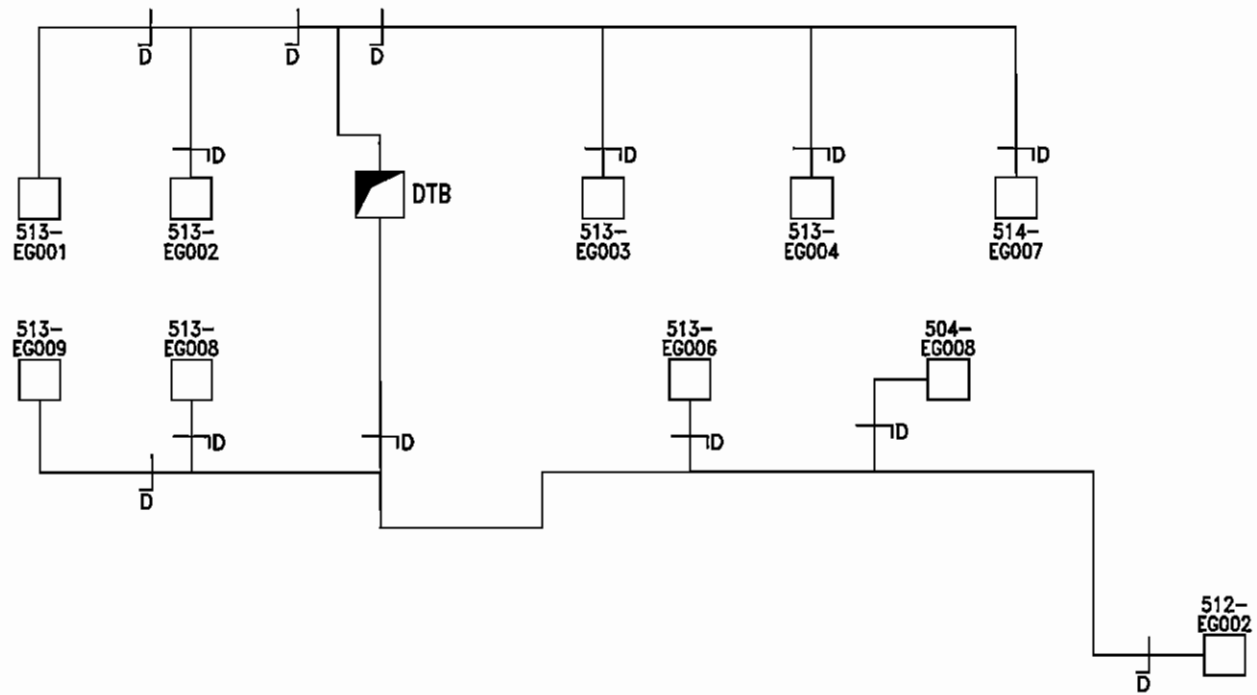 D
D
D
D
D
D
D
DTB
513-
EG001
513-
EG002
513-
EG003
513-
EG004
514-
EG007
513-
EG009
513-
EG008
513-
EG006
504-
EG008
D
D
D
D
D
512-
EG002
D